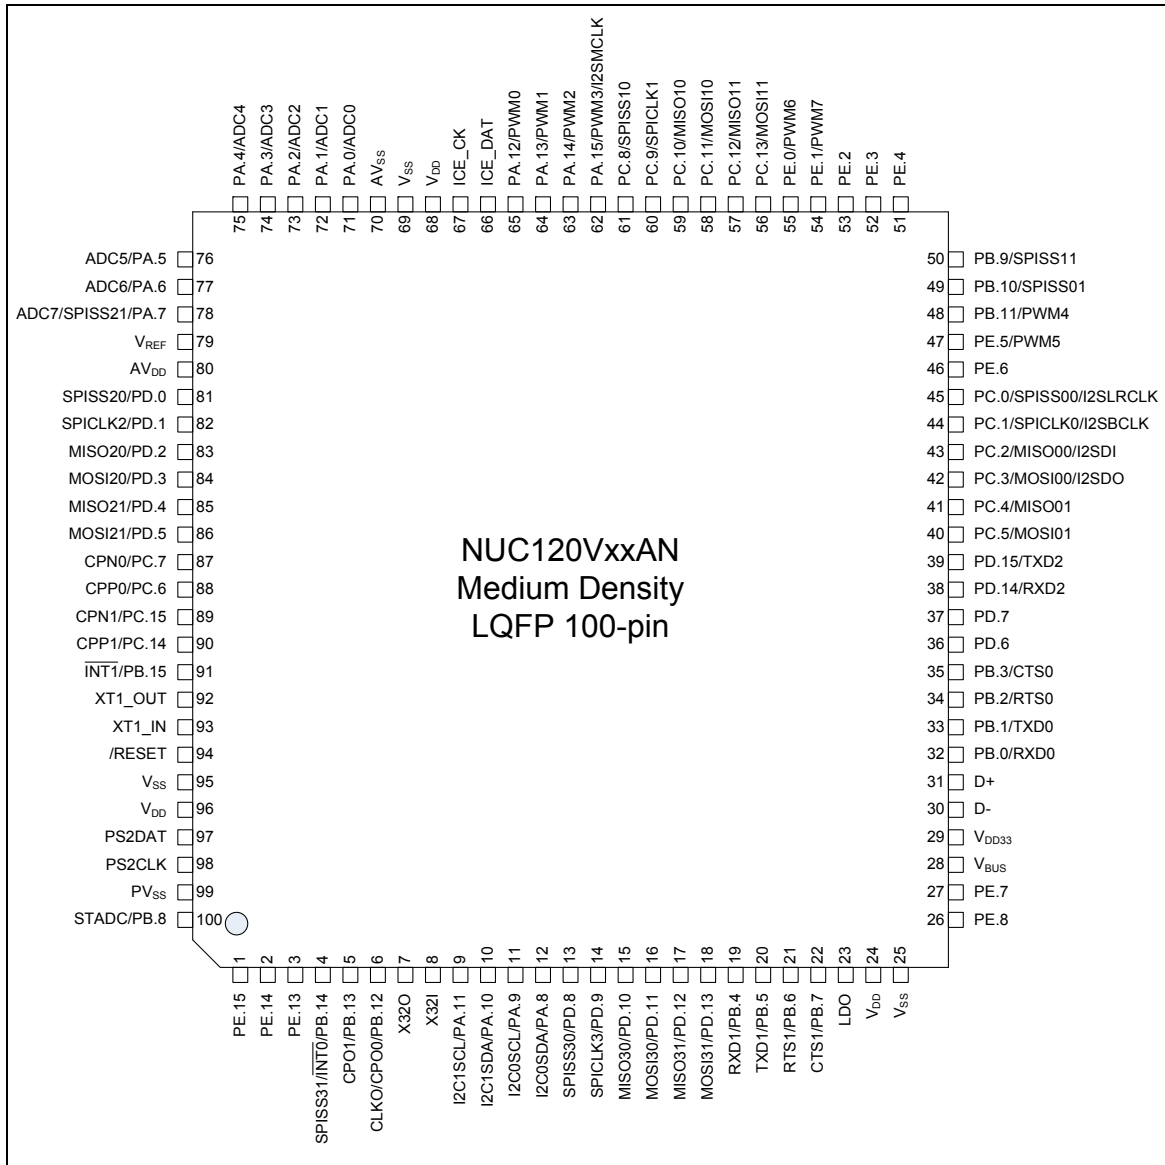 PA.4/ADC4
PA.3/ADC3
PA.2/ADC2
PA.1/ADC1
PA.0/ADC0
AVSS
VSS
VDD
ICE_CK
ICE_DAT
PA.12/PWM0
PA.13/PWM1
PA.14/PWM2
PA.15/PWM3/I2SMCLK
PC.8/SPISS10
PC.9/SPICLK1
PC.10/MISO10
PC.11/MOSI10
PC.12/MISO11
PC.13/MOSI11
PE.0/PWM6
PE.1/PWM7
PE.2
PE.3
PE.4
75
74
73
72
71
70
69
68
67
66
65
64
63
62
61
60
59
58
57
56
55
54
53
52
51
ADC5/PA.5 76
ADC6/PA.6 77
ADC7/SPISS21/PA.7 78
VREF 79
AVDD 80
SPISS20/PD.0 81
SPICLK2/PD.1 82
MISO20/PD.2 83
MOSI20/PD.3 84
MISO21/PD.4 85
MOSI21/PD.5 86
CPN0/PC.7 87
CPP0/PC.6 88
CPN1/PC.15 89
CPP1/PC.14 90
INT1/PB.15 91
XT1_OUT 92
XT1_IN 93
/RESET 94
VSS 95
VDD 96
PS2DAT 97
PS2CLK 98
PVSS 99
STADC/PB.8 100
NUC120VxxAN
Medium Density
LQFP 100-pin
50 PB.9/SPISS11
49 PB.10/SPISS01
48 PB.11/PWM4
47 PE.5/PWM5
46 PE.6
45 PC.0/SPISS00/I2SLRCLK
44 PC.1/SPICLK0/I2SBCLK
43 PC.2/MISO00/I2SDI
42 PC.3/MOSI00/I2SDO
41 PC.4/MISO01
40 PC.5/MOSI01
39 PD.15/TXD2
38 PD.14/RXD2
37 PD.7
36 PD.6
35 PB.3/CTS0
34 PB.2/RTS0
33 PB.1/TXD0
32 PB.0/RXD0
31 D+
30 D-
29 VDD33
28 VBUS
27 PE.7
26 PE.8
1
2
3
4
5
6
7
8
9
10
11
12
13
14
15
16
17
18
19
20
21
22
23
24
25
PE.15
PE.14
PE.13
SPISS31/INT0/PB.14
CPO1/PB.13
CLKO/CPO0/PB.12
X32O
X32I
I2C1SCL/PA.11
I2C1SDA/PA.10
I2C0SCL/PA.9
I2C0SDA/PA.8
SPISS30/PD.8
SPICLK3/PD.9
MISO30/PD.10
MOSI30/PD.11
MISO31/PD.12
MOSI31/PD.13
RXD1/PB.4
TXD1/PB.5
RTS1/PB.6
CTS1/PB.7
LDO
VDD
VSS